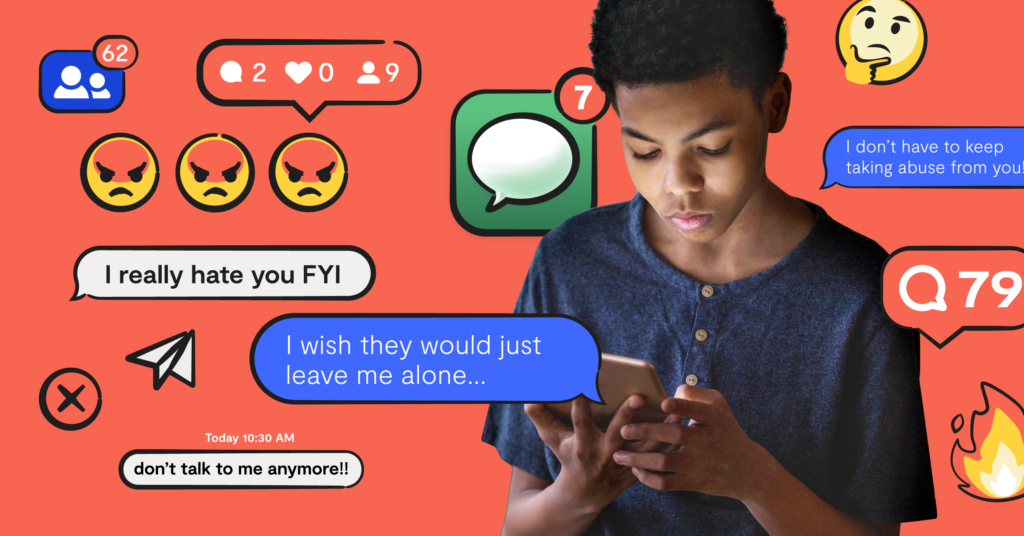 62
2 0 9
7
I don't have to keep
taking abuse from you!
I really hate you FYI
79
I wish they would just
leave me alone...
Today 10:30 AM
don't talk to me anymore!!